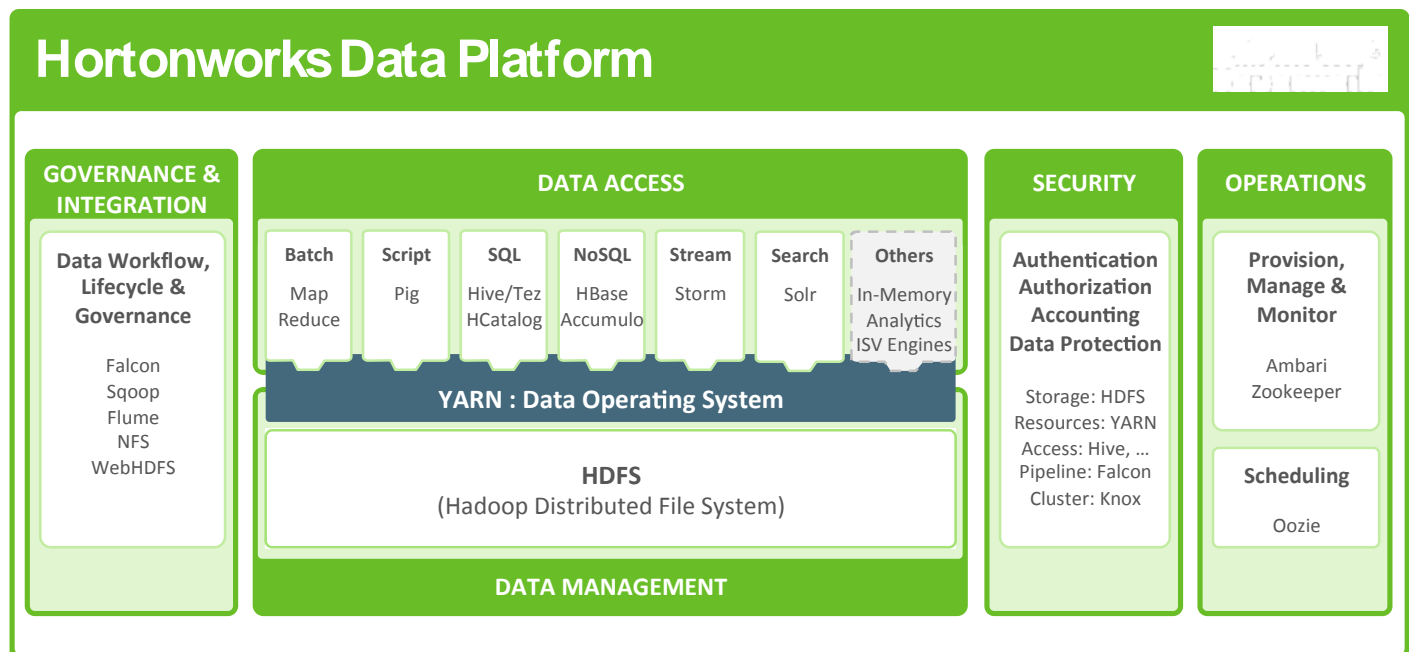 Hortonworks Data Platform
GOVERNANCE &
INTEGRATION
Data Workflow,
Lifecycle &
Governance
Falcon
Sqoop
Flume
NFS
WebHDFS
DATA ACCESS
Batch
Map
Reduce
Script
Pig
SQL
Hive/Tez
HCatalog
NoSQL
HBase
Accumulo
Stream
Storm
Search
Solr
Others
In-Memory
Analytics
ISV Engines
YARN : Data Operating System
HDFS
(Hadoop Distributed File System)
DATA MANAGEMENT
SECURITY
Authentication
Authorization
Accounting
Data Protection
Storage: HDFS
Resources: YARN
Access: Hive, ...
Pipeline: Falcon
Cluster: Knox
OPERATIONS
Provision,
Manage &
Monitor
Ambari
Zookeeper
Scheduling
Oozie